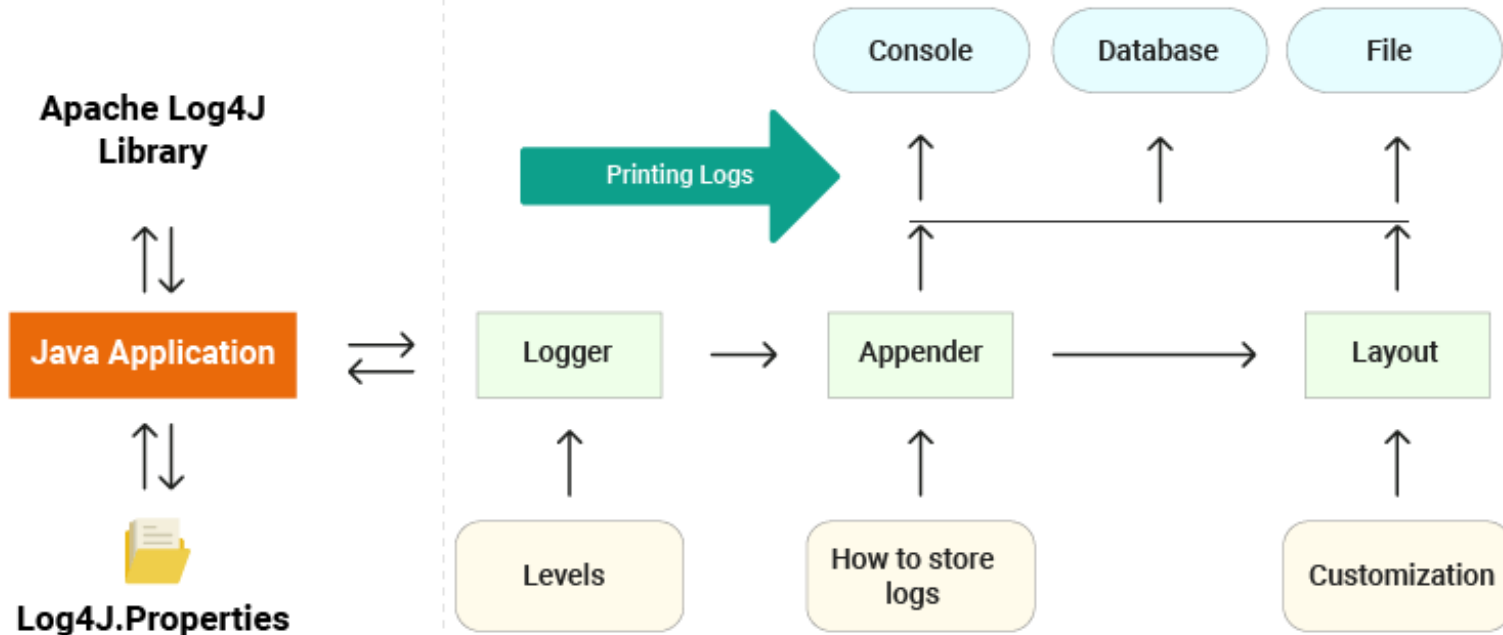 Console
Database
File
Apache Log4J
Library
Printing Logs
Java Application
Logger
Appender
Layout
Levels
How to store
logs
Customization
Log4J.Properties